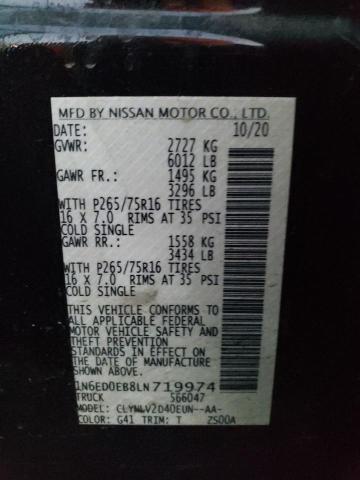 MFD BY NISSAN MOTOR CO., LTD.
DATE: 10/20
GVWR: 2727 KG
6012 LB
GAWR FR.: 1495 KG
3296 LB
WITH P265/75R16 TIRES
16 X 7.0 RIMS AT 35 PSI
COLD SINGLE
GAWR RR.: 1558 KG
3434 LB
WITH P265/75R16 TIRES
16 X 7.0 RIMS AT 35 PSI
COLD SINGLE
THIS VEHICLE CONFORMS TO
ALL APPLICABLE FEDERAL
MOTOR VEHICLE SAFETY AND
THEFT PREVENTION
STANDARDS IN EFFECT ON THE
DATE OF MANUFACTURE
SHOWN ABOVE.
1N6ED0EB8LN719974
TRUCK 566047
MODEL: CLYNLV2D40EUN--AA-
COLOR: G41 TRIM: T ZS00A